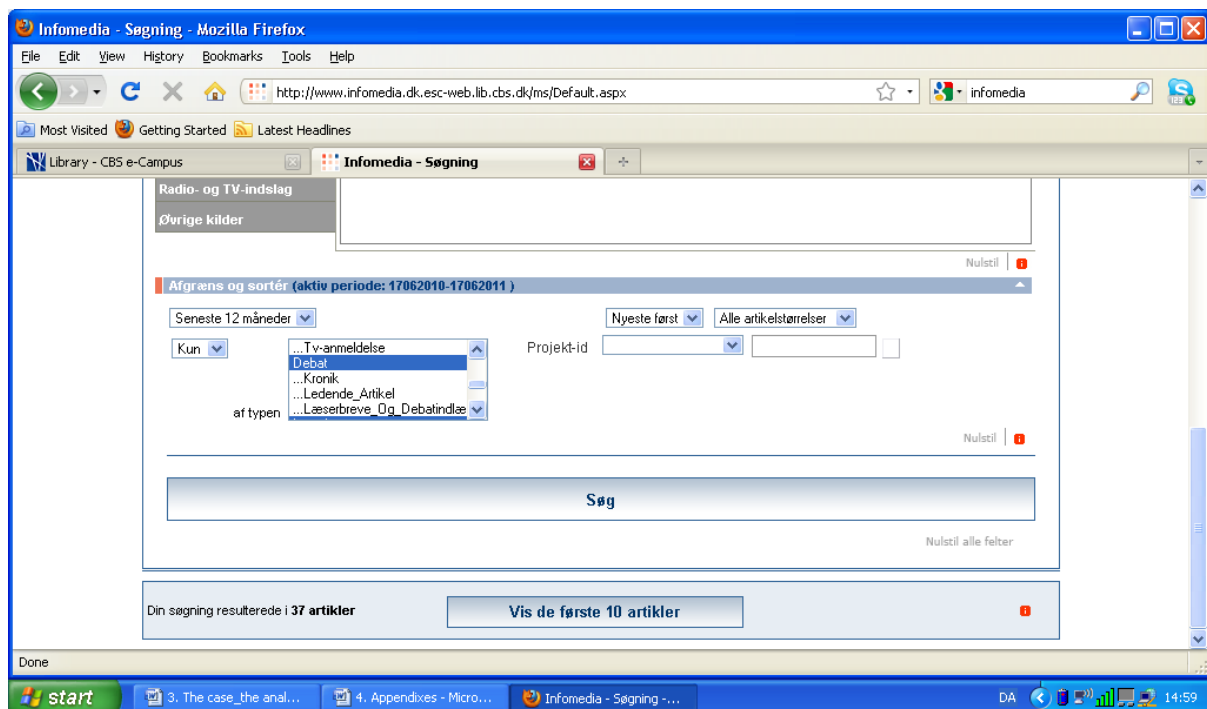 Infomedia - Søgning - Mozilla Firefox
File Edit View History Bookmarks Tools Help
http://www.infomedia.dk.esc-web.lib.cbs.dk/ms/Default.aspx infomedia
Most Visited Getting Started Latest Headlines
Library - CBS e-Campus Infomedia - Søgning
Radio- og TV-indslag
Øvrige kilder
Nulstil
Afgræns og sortér (aktiv periode: 17062010-17062011 )
Seneste 12 måneder Nyeste først Alle artikelstørrelser
Kun ...Tv-anmeldelse Projekt-id
Debat
...Kronik
...Ledende_Artikel
af typen ...Læserbreve_Og_Debatindlæ
Nulstil
Søg
Nulstil alle felter
Din søgning resulterede i 37 artikler Vis de første 10 artikler
Done
start 3. The case_the anal... 4. Appendixes - Micro... Infomedia - Søgning -... DA 14:59